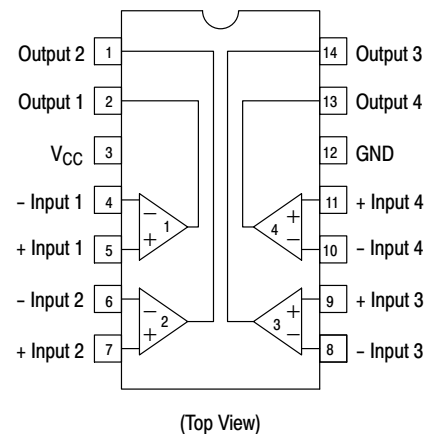 Output 2 1 14 Output 3
Output 1 2 13 Output 4
VCC 3 12 GND
– Input 1 4 − 11 + Input 4
1 + 4
+ Input 1 5 + − 10 – Input 4
– Input 2 6 − 9 + Input 3
2 + 3
+ Input 2 7 + − 8 – Input 3
(Top View)